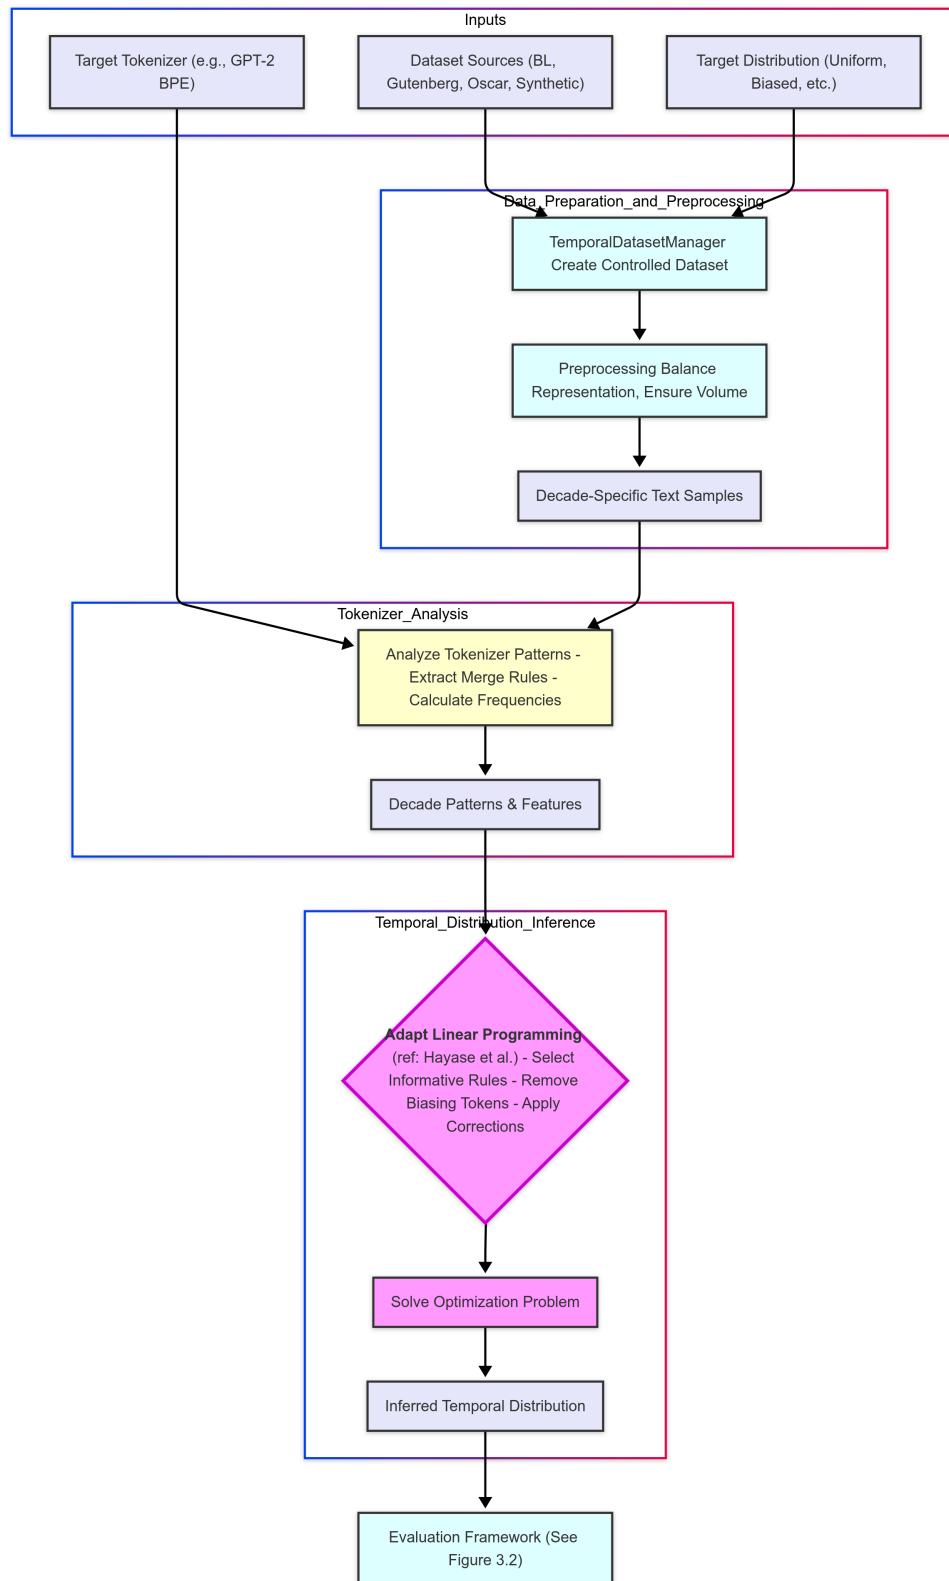 Inputs
Target Tokenizer (e.g., GPT-2
BPE)
Dataset Sources (BL,
Gutenberg, Oscar, Synthetic)
Target Distribution (Uniform,
Biased, etc.)
Data_Preparation_and_Preprocessing
TemporalDatasetManager
Create Controlled Dataset
Preprocessing Balance
Representation, Ensure Volume
Decade-Specific Text Samples
Tokenizer_Analysis
Analyze Tokenizer Patterns -
Extract Merge Rules -
Calculate Frequencies
Decade Patterns & Features
Temporal_Distribution_Inference
Adapt Linear Programming
(ref: Hayase et al.) - Select
Informative Rules - Remove
Biasing Tokens - Apply
Corrections
Solve Optimization Problem
Inferred Temporal Distribution
Evaluation Framework (See
Figure 3.2)